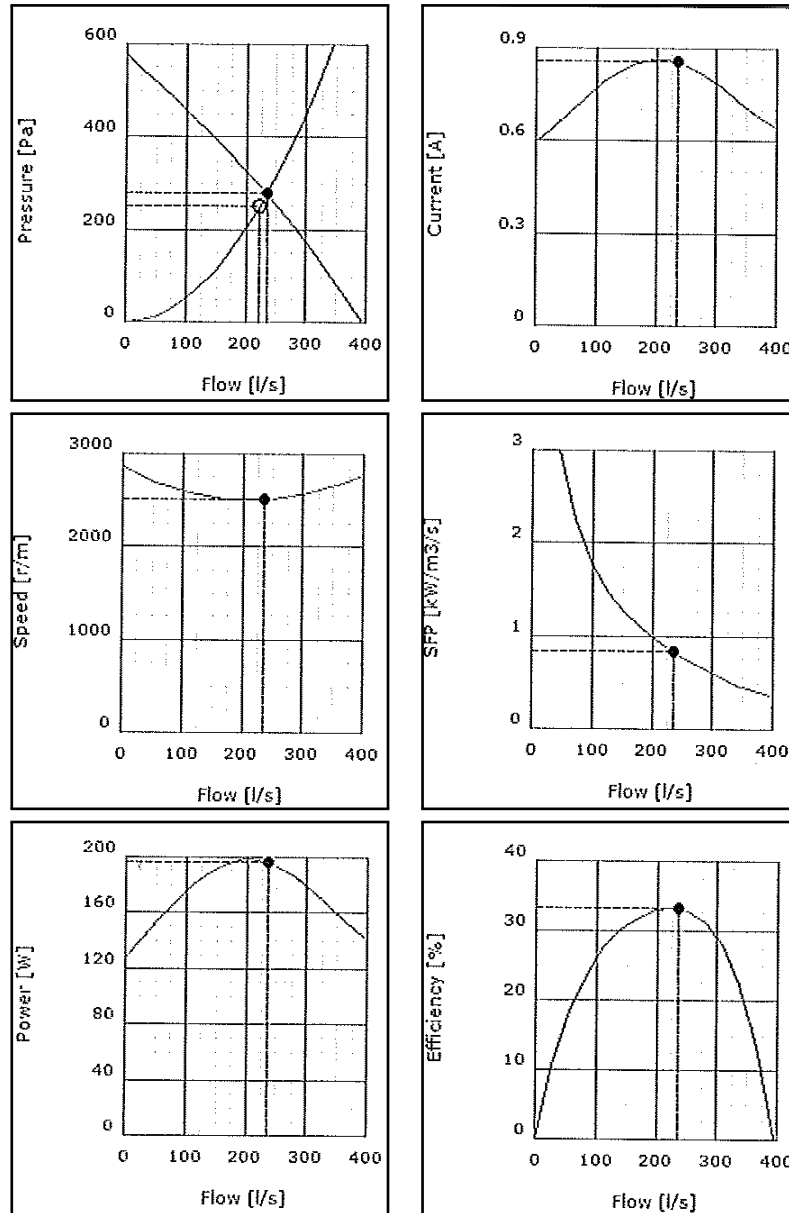 Pressure [Pa]
600
400
200
0
0 100 200 300 400
Flow [l/s]
Current [A]
0.9
0.6
0.3
0
0 100 200 300 400
Flow [l/s]
Speed [r/m]
3000
2000
1000
0
0 100 200 300 400
Flow [l/s]
SFP [kW/m3/s]
3
2
1
0
0 100 200 300 400
Flow [l/s]
Power [W]
200
160
120
80
40
0
0 100 200 300 400
Flow [l/s]
Efficiency [%]
40
30
20
10
0
0 100 200 300 400
Flow [l/s]